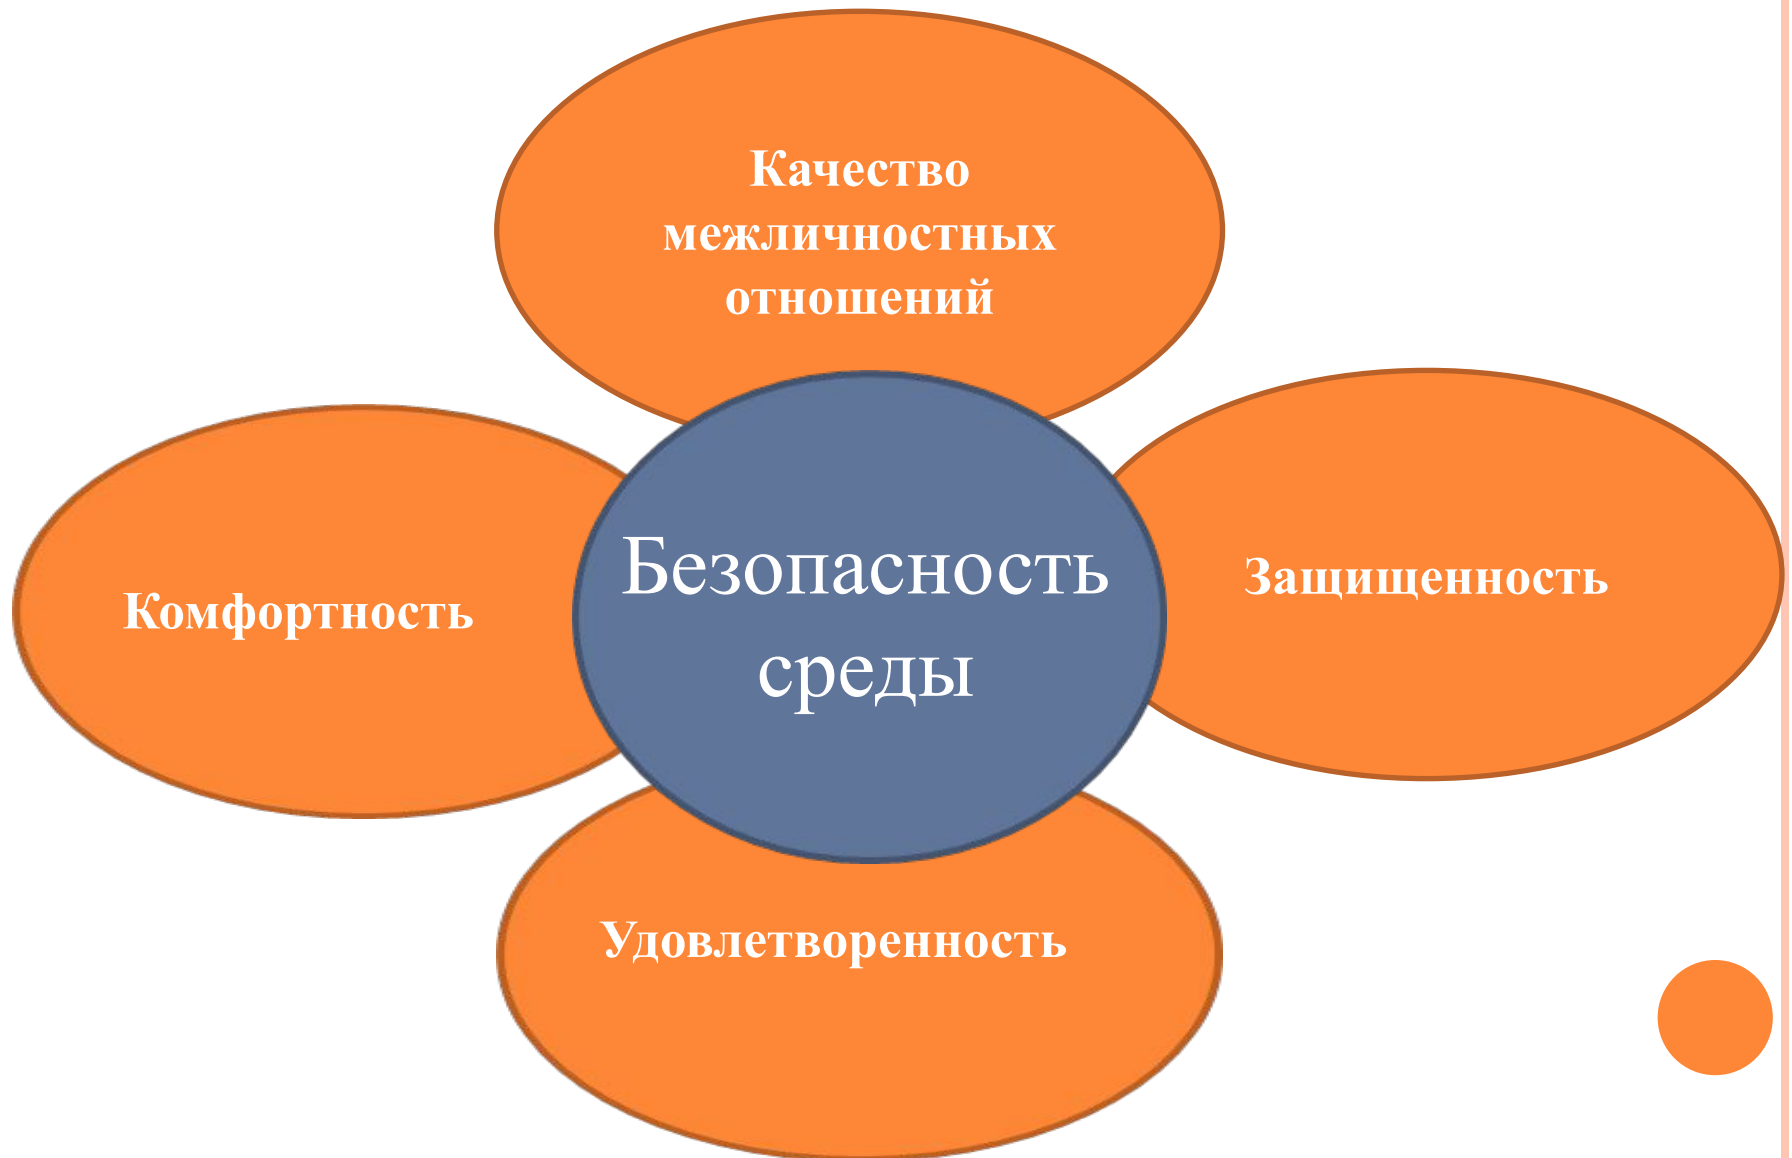 Качество
межличностных
отношений
Комфортность
Безопасность
среды
Защищенность
Удовлетворенность